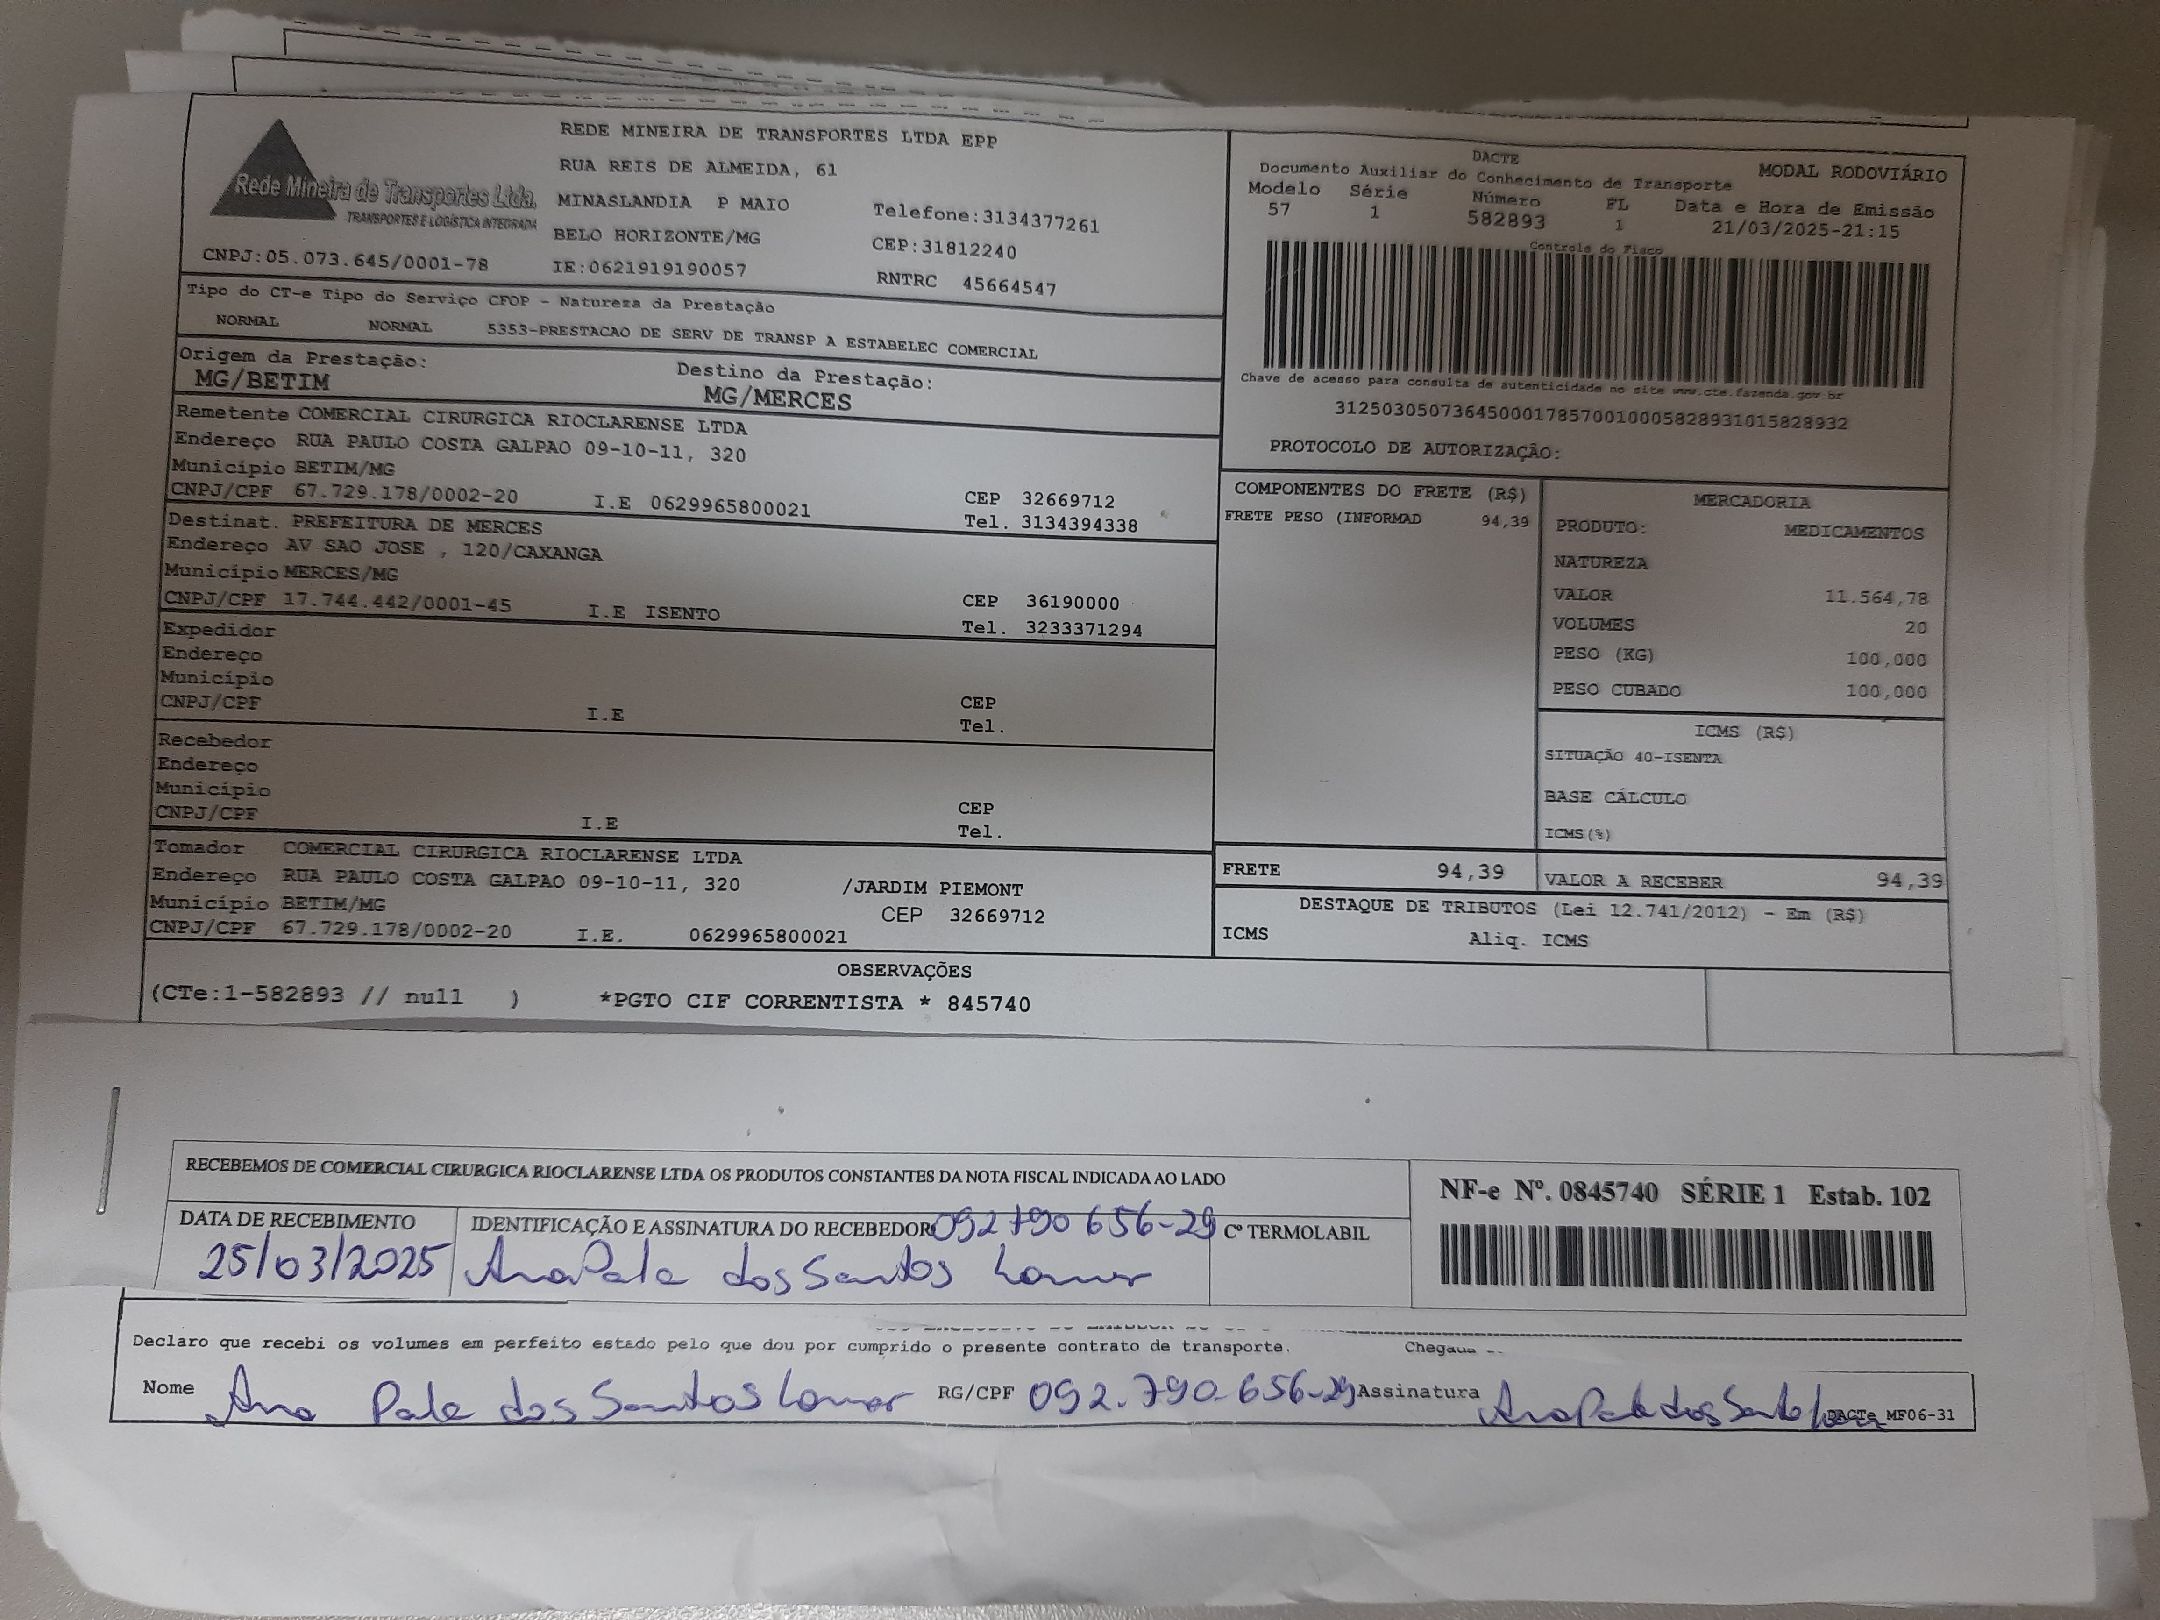 Rede Mineira de Transportes Ltda.
TRANSPORTES E LOGÍSTICA INTEGRADA
CNPJ:05.073.645/0001-78
REDE MINEIRA DE TRANSPORTES LTDA EPP
RUA REIS DE ALMEIDA, 61
MINASLANDIA P MAIO Telefone:3134377261
BELO HORIZONTE/MG CEP:31812240
IE:0621919190057 RNTRC 45664547
DACTE MODAL RODOVIÁRIO
Documento Auxiliar do Conhecimento de Transporte
Modelo Série Número FL Data e Hora de Emissão
57 1 582893 1 21/03/2025-21:15
Controle do Fisco
Chave de acesso para consulta de autenticidade no site www.cte.fazenda.gov.br
31250305073645000178570010005828931015828932
PROTOCOLO DE AUTORIZAÇÃO:
Tipo do CT-e Tipo do Serviço CFOP - Natureza da Prestação
NORMAL NORMAL 5353-PRESTACAO DE SERV DE TRANSP A ESTABELEC COMERCIAL
Origem da Prestação: Destino da Prestação:
MG/BETIM MG/MERCES
Remetente COMERCIAL CIRURGICA RIOCLARENSE LTDA
Endereço RUA PAULO COSTA GALPAO 09-10-11, 320
Município BETIM/MG CEP 32669712
CNPJ/CPF 67.729.178/0002-20 I.E 0629965800021 Tel. 3134394338
Destinat. PREFEITURA DE MERCES
Endereço AV SAO JOSE , 120/CAXANGA
Município MERCES/MG CEP 36190000
CNPJ/CPF 17.744.442/0001-45 I.E ISENTO Tel. 3233371294
Expedidor
Endereço
Município CEP
CNPJ/CPF I.E Tel.
Recebedor
Endereço
Município CEP
CNPJ/CPF I.E Tel.
Tomador COMERCIAL CIRURGICA RIOCLARENSE LTDA
Endereço RUA PAULO COSTA GALPAO 09-10-11, 320 /JARDIM PIEMONT
Município BETIM/MG CEP 32669712
CNPJ/CPF 67.729.178/0002-20 I.E. 0629965800021
COMPONENTES DO FRETE (R$)
FRETE PESO (INFORMAD 94,39
MERCADORIA
PRODUTO: MEDICAMENTOS
NATUREZA
VALOR 11.564,78
VOLUMES 20
PESO (KG) 100,000
PESO CUBADO 100,000
ICMS (R$)
SITUAÇÃO 40-ISENTA
BASE CÁLCULO
ICMS(%)
FRETE 94,39 VALOR A RECEBER 94,39
DESTAQUE DE TRIBUTOS (Lei 12.741/2012) - Em (R$)
ICMS Aliq. ICMS
OBSERVAÇÕES
(CTe:1-582893 // null ) *PGTO CIF CORRENTISTA * 845740
RECEBEMOS DE COMERCIAL CIRURGICA RIOCLARENSE LTDA OS PRODUTOS CONSTANTES DA NOTA FISCAL INDICADA AO LADO
NF-e Nº. 0845740 SÉRIE 1 Estab. 102
DATA DE RECEBIMENTO IDENTIFICAÇÃO E ASSINATURA DO RECEBEDOR 092790656-29 Cº TERMOLABIL
25/03/2025 Ana Pala dos Santos
Declaro que recebi os volumes em perfeito estado pelo que dou por cumprido o presente contrato de transporte.
Nome Ana Pala dos Santos RG/CPF 092.790.656-29 Assinatura Ana Pala dos Santos
DACTe MF06-31